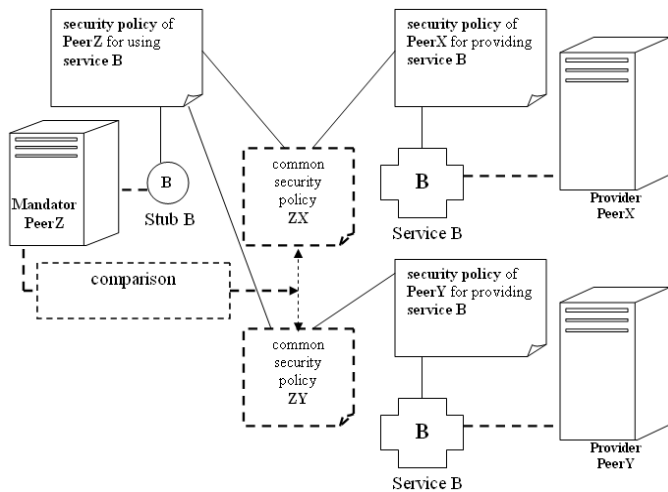 security policy of
PeerZ for using
service B
security policy of
PeerX for providing
service B
Mandator
PeerZ
B
Stub B
common
security
policy
ZX
B
Service B
Provider
PeerX
comparison
security policy of
PeerY for providing
service B
common
security
policy
ZY
B
Service B
Provider
PeerY